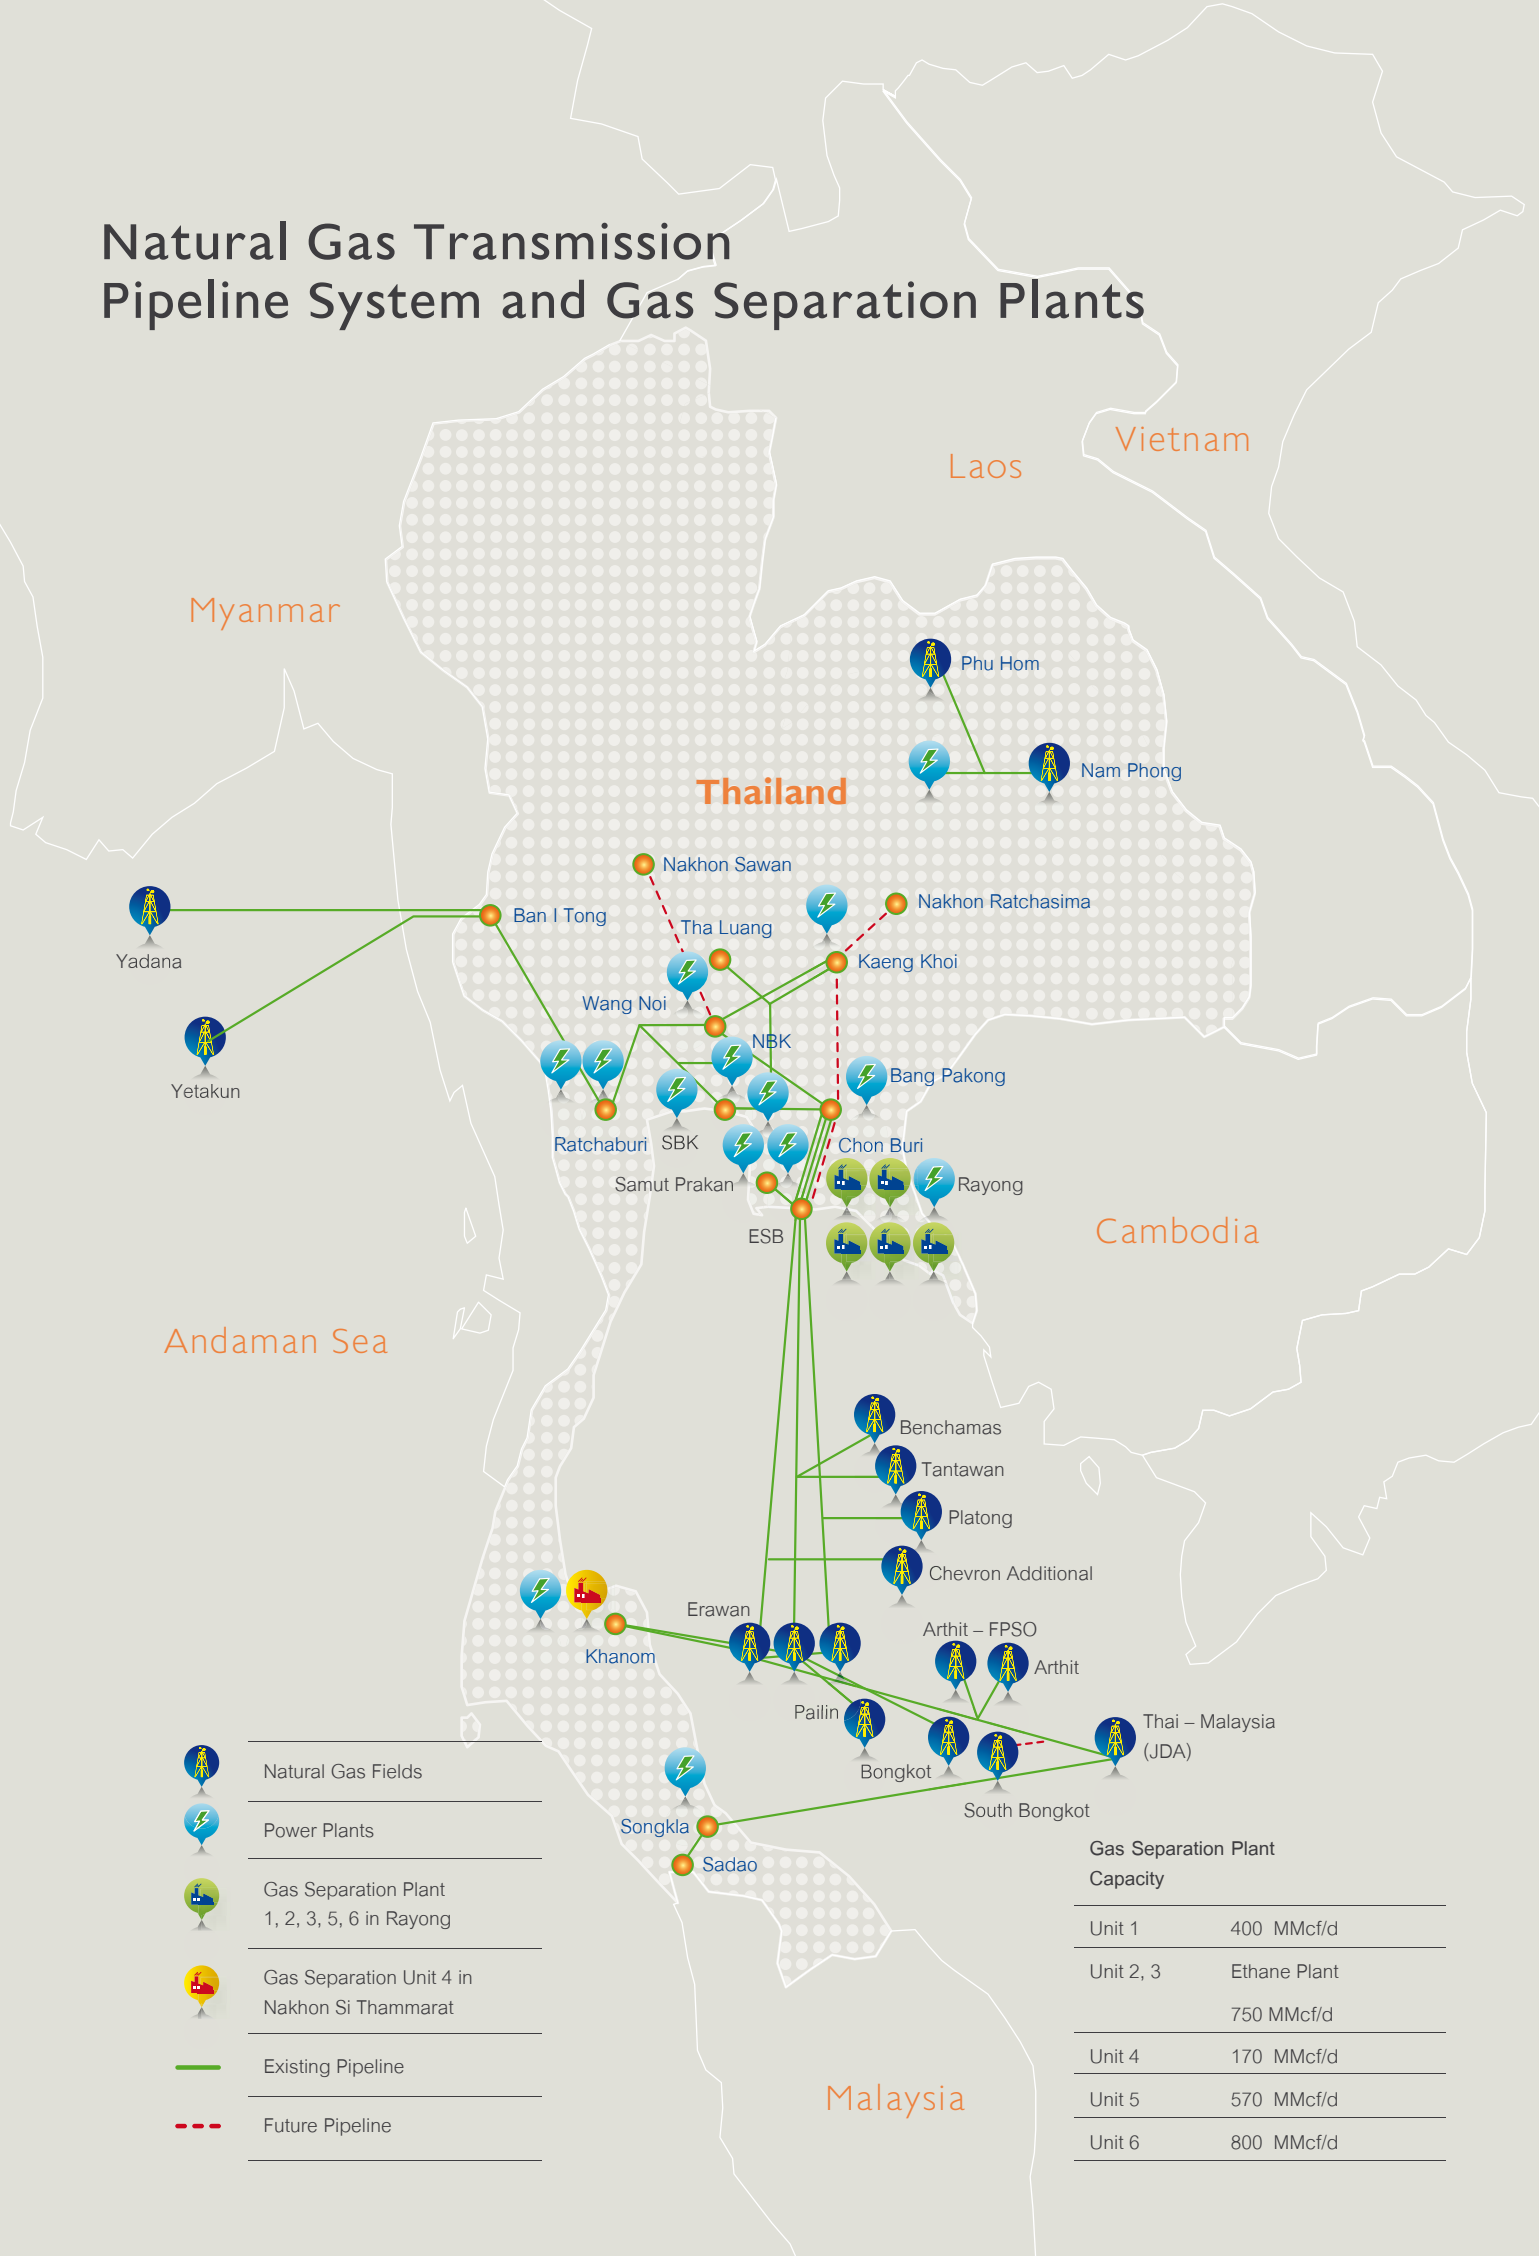 Natural Gas Transmission
Pipeline System and Gas Separation Plants
Vietnam
Laos
Myanmar
Phu Hom
Nam Phong
Thailand
Nakhon Sawan
Nakhon Ratchasima
Ban I Tong
Tha Luang
Yadana
Kaeng Khoi
Wang Noi
NBK
Bang Pakong
Yetakun
Ratchaburi
SBK
Chon Buri
Samut Prakan
Rayong
ESB
Cambodia
Andaman Sea
Benchamas
Tantawan
Platong
Chevron Additional
Erawan
Arthit – FPSO
Khanom
Arthit
Pailin
Thai – Malaysia
(JDA)
Bongkot
South Bongkot
Songkla
Sadao
Natural Gas Fields
Power Plants
Gas Separation Plant
1, 2, 3, 5, 6 in Rayong
Gas Separation Unit 4 in
Nakhon Si Thammarat
Existing Pipeline
Future Pipeline
Malaysia
Gas Separation Plant
Capacity
Unit 1 400 MMcf/d
Unit 2, 3 Ethane Plant
750 MMcf/d
Unit 4 170 MMcf/d
Unit 5 570 MMcf/d
Unit 6 800 MMcf/d